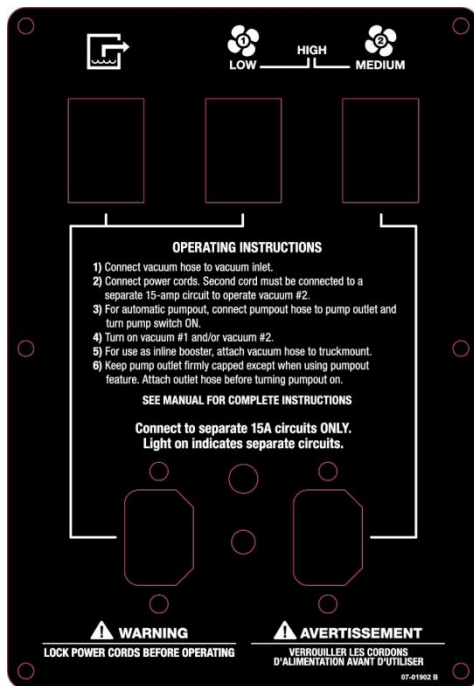 1
2
HIGH
LOW
MEDIUM
OPERATING INSTRUCTIONS
1) Connect vacuum hose to vacuum inlet.
2) Connect power cords. Second cord must be connected to a
separate 15-amp circuit to operate vacuum #2.
3) For automatic pumpout, connect pumpout hose to pump outlet and
turn pump switch ON.
4) Turn on vacuum #1 and/or vacuum #2.
5) For use as inline booster, attach vacuum hose to truckmount.
6) Keep pump outlet firmly capped except when using pumpout
feature. Attach outlet hose before turning pumpout on.
SEE MANUAL FOR COMPLETE INSTRUCTIONS
Connect to separate 15A circuits ONLY.
Light on indicates separate circuits.
WARNING
LOCK POWER CORDS BEFORE OPERATING
AVERTISSEMENT
VERROUILLER LES CORDONS
D'ALIMENTATION AVANT D'UTILISER
07-01902 B